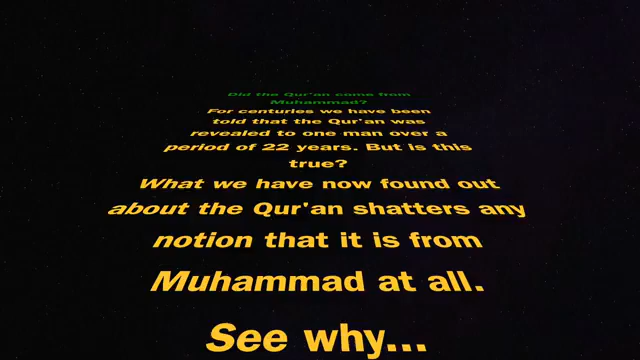 Did the Qur'an come from
Muhammad?
For centuries we have been
told that the Qur'an was
revealed to one man over a
period of 22 years. But is this
true?
What we have now found out
about the Qur'an shatters any
notion that it is from
Muhammad at all.
See why...